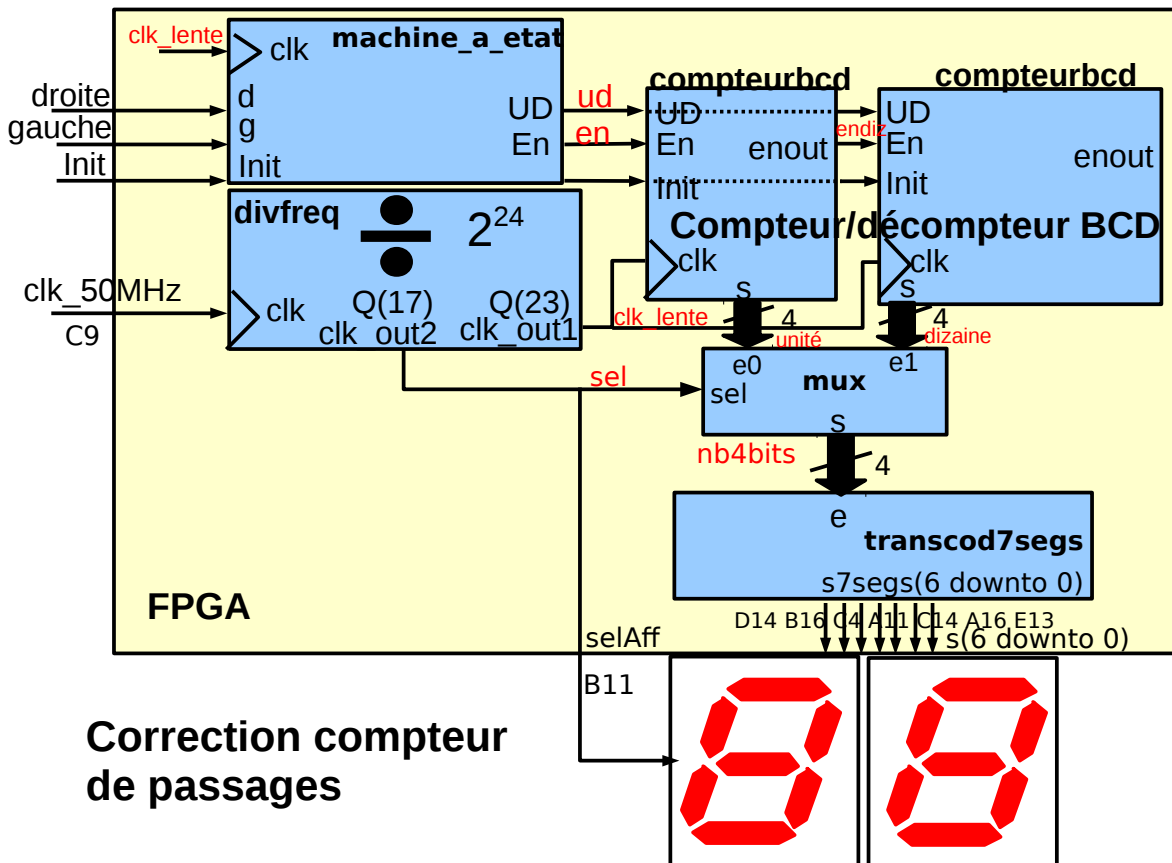 clk_lente
clk
machine_a_etat
droite
d
gauche
g
UD
ud
En
en
Init
Init
compteurbcd
UD
En
enout
Init
endiz
compteurbcd
UD
En
enout
Init
Compteur/décompteur BCD
clk
s
clk
s
divfreq
2^24
clk_50MHz
C9
clk
Q(17)
clk_out2
Q(23)
clk_out1
clk_lente
4
unité
4
dizaine
sel
e0
e1
mux
sel
s
nb4bits
4
e
transcod7segs
s7segs(6 downto 0)
FPGA
D14 B16 C4 A11 C14 A16 E13
selAff
s(6 downto 0)
B11
Correction compteur
de passages